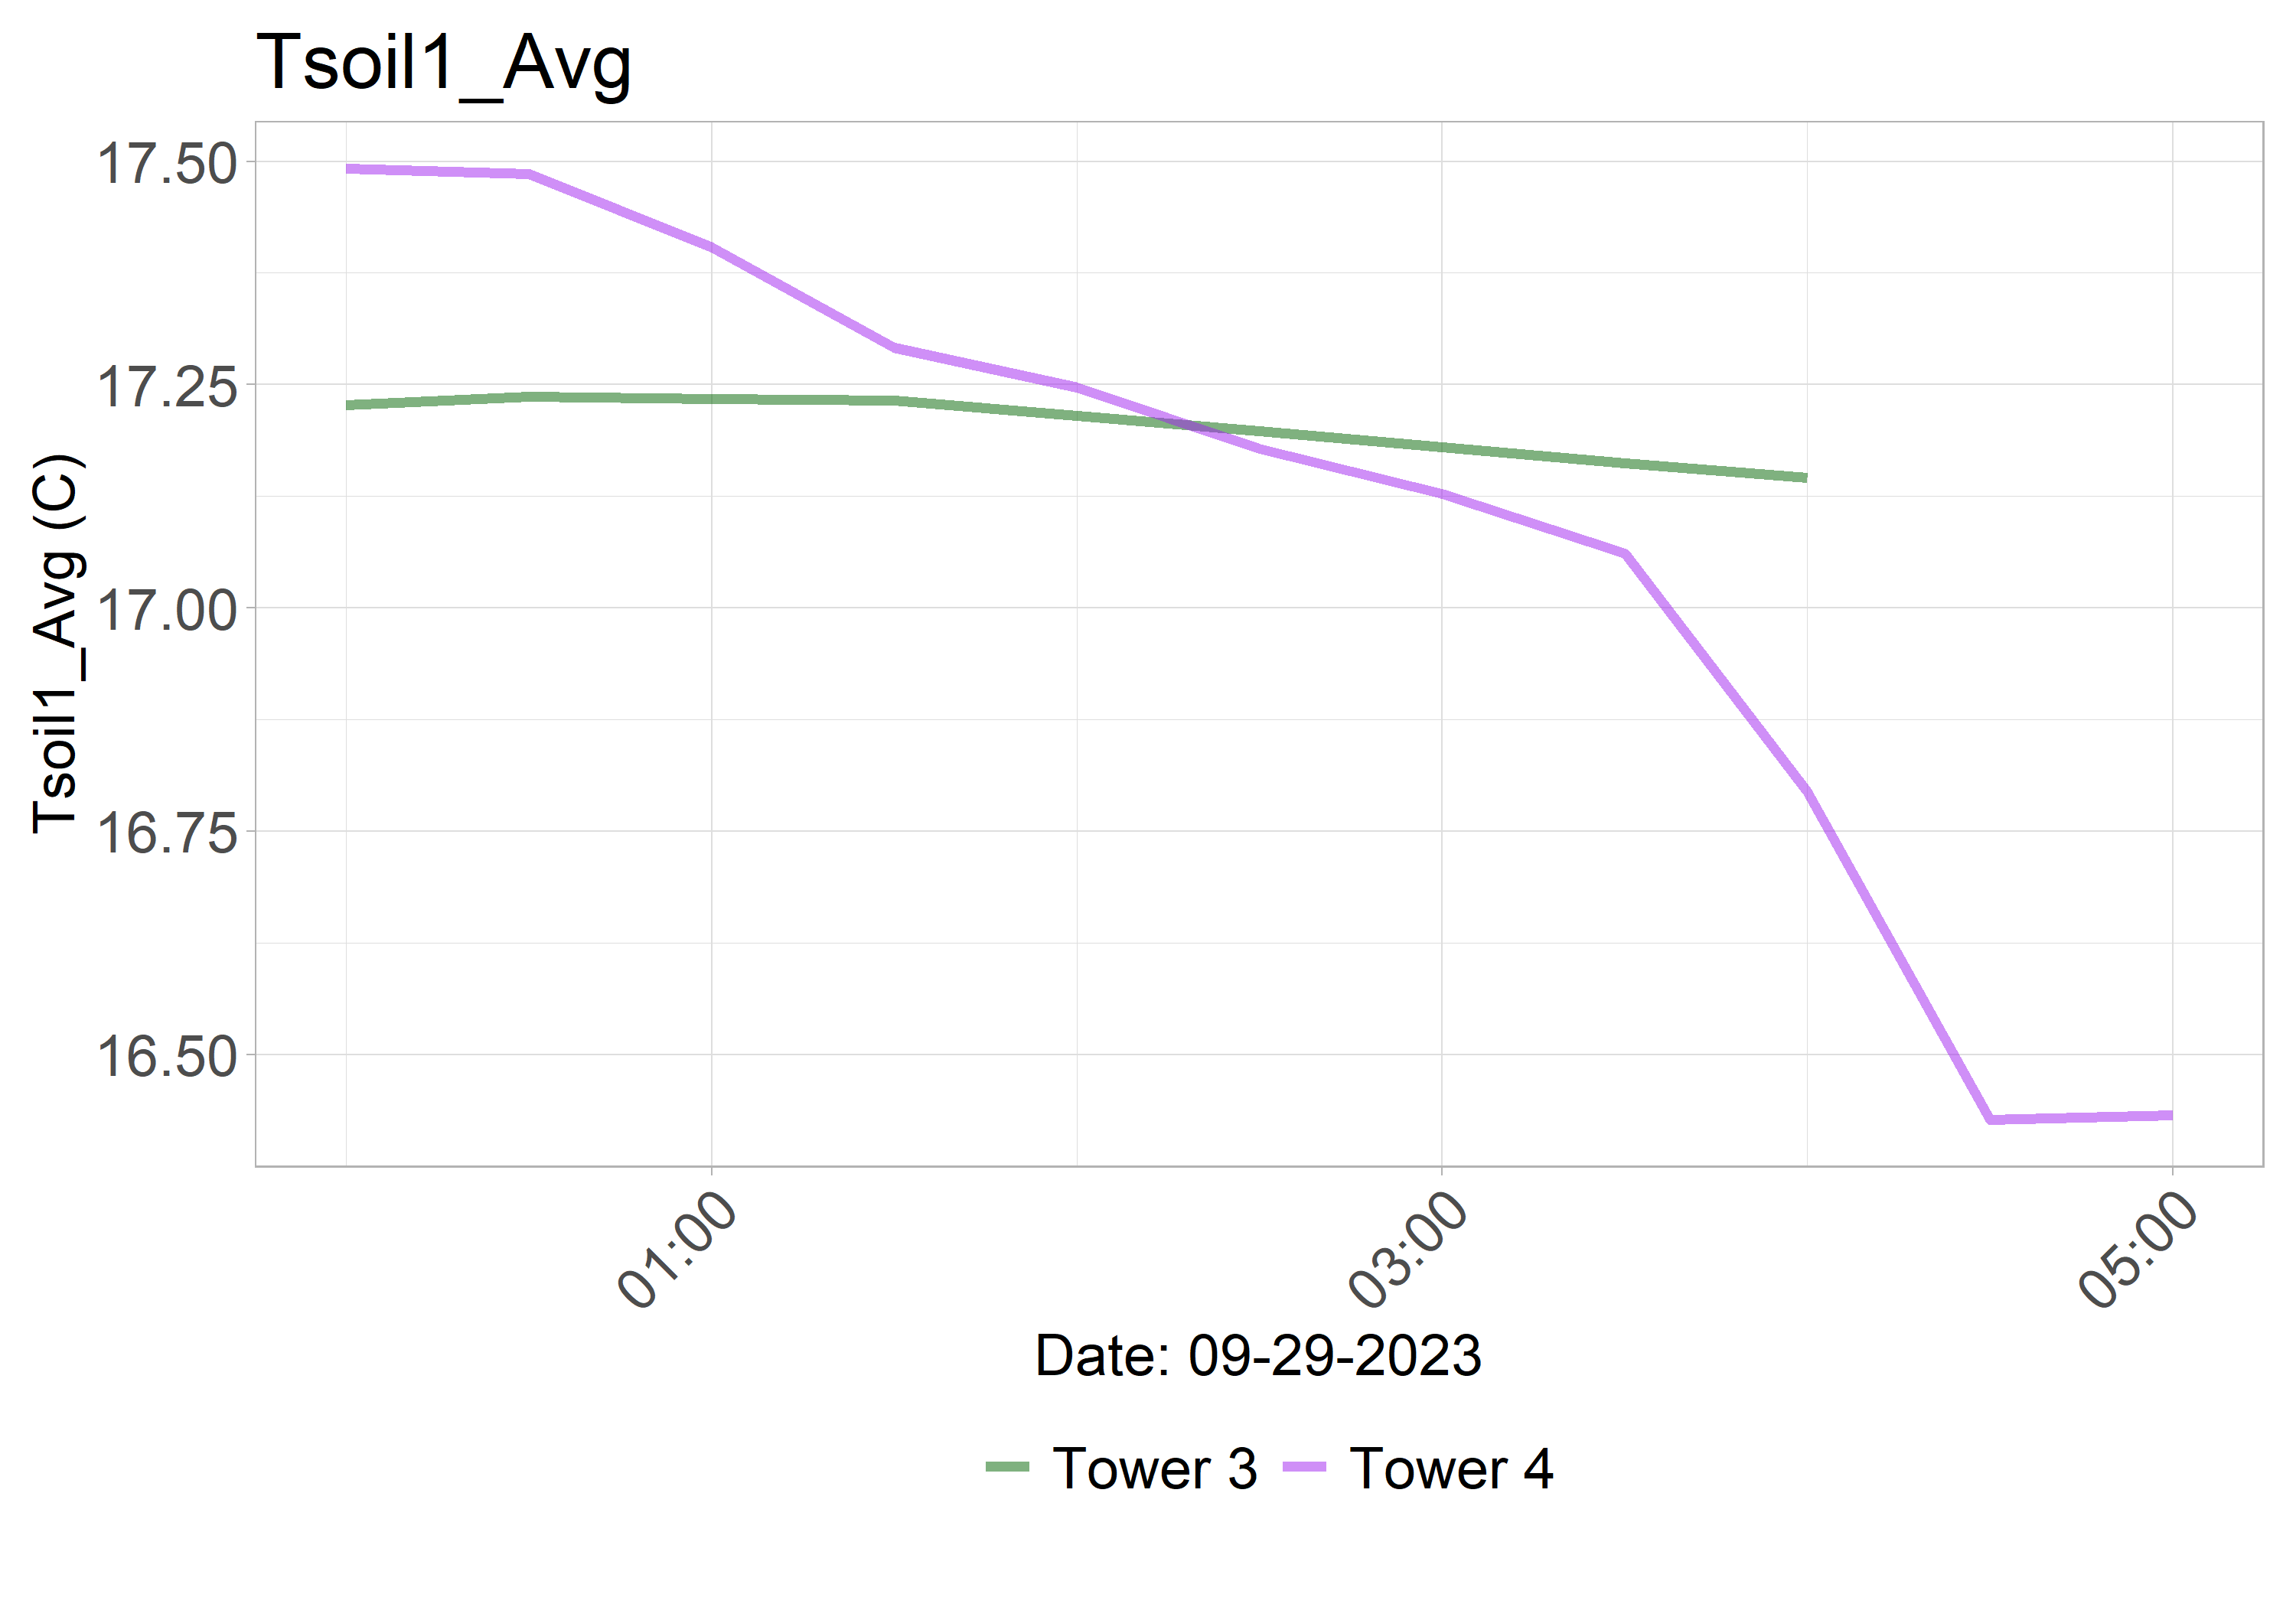 Tsoil1_Avg
Tsoil1_Avg (C)
17.50
17.25
17.00
16.75
16.50
01:00
03:00
05:00
Date: 09-29-2023
Tower 3
Tower 4